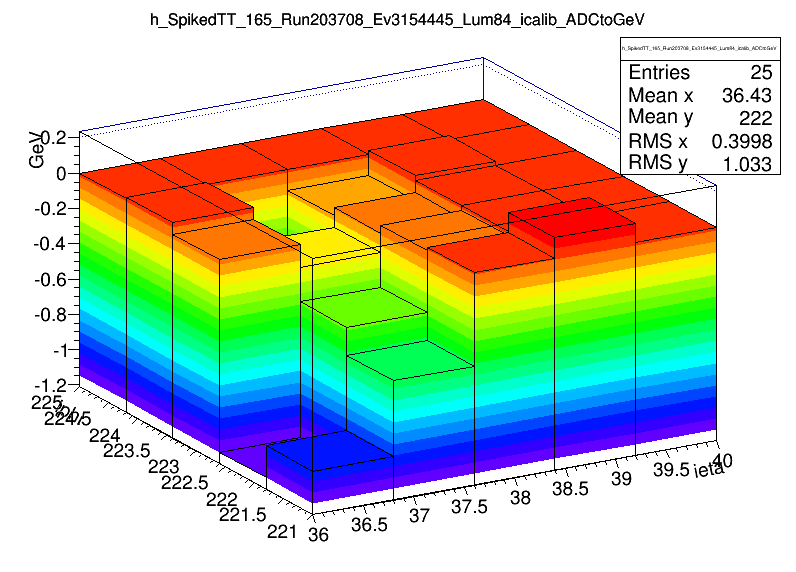 h_SpikedTT_165_Run203708_Ev3154445_Lum84_icalib_ADCtoGeV
h_SpikedTT_165_Run203708_Ev3154445_Lum84_icalib_ADCtoGeV
Entries 25
Mean x 36.43
Mean y 222
RMS x 0.3998
RMS y 1.033
GeV
0.2
0
-0.2
-0.4
-0.6
-0.8
-1
-1.2
225
224.5
224
223.5
223
222.5
222
221.5
221
36
36.5
37
37.5
38
38.5
39
39.5
40
ieta